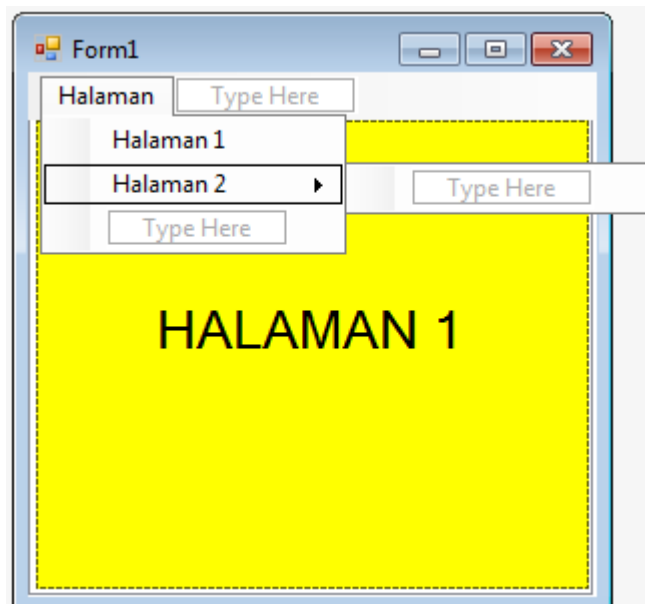 Form1
Halaman Type Here
Halaman 1
Halaman 2 Type Here
Type Here
HALAMAN 1